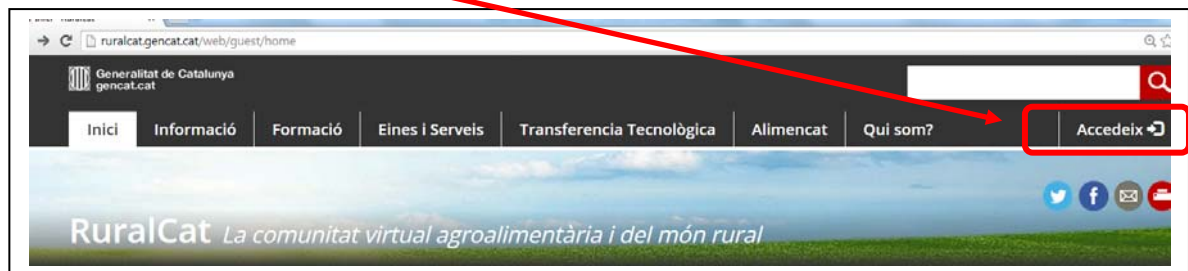 ruralcat.gencat.cat/web/guest/home
Generalitat de Catalunya
gencat.cat
Inici Informació Formació Eines i Serveis Transferencia Tecnològica Alimencat Qui som? Accedeix
RuralCat La comunitat virtual agroalimentària i del món rural